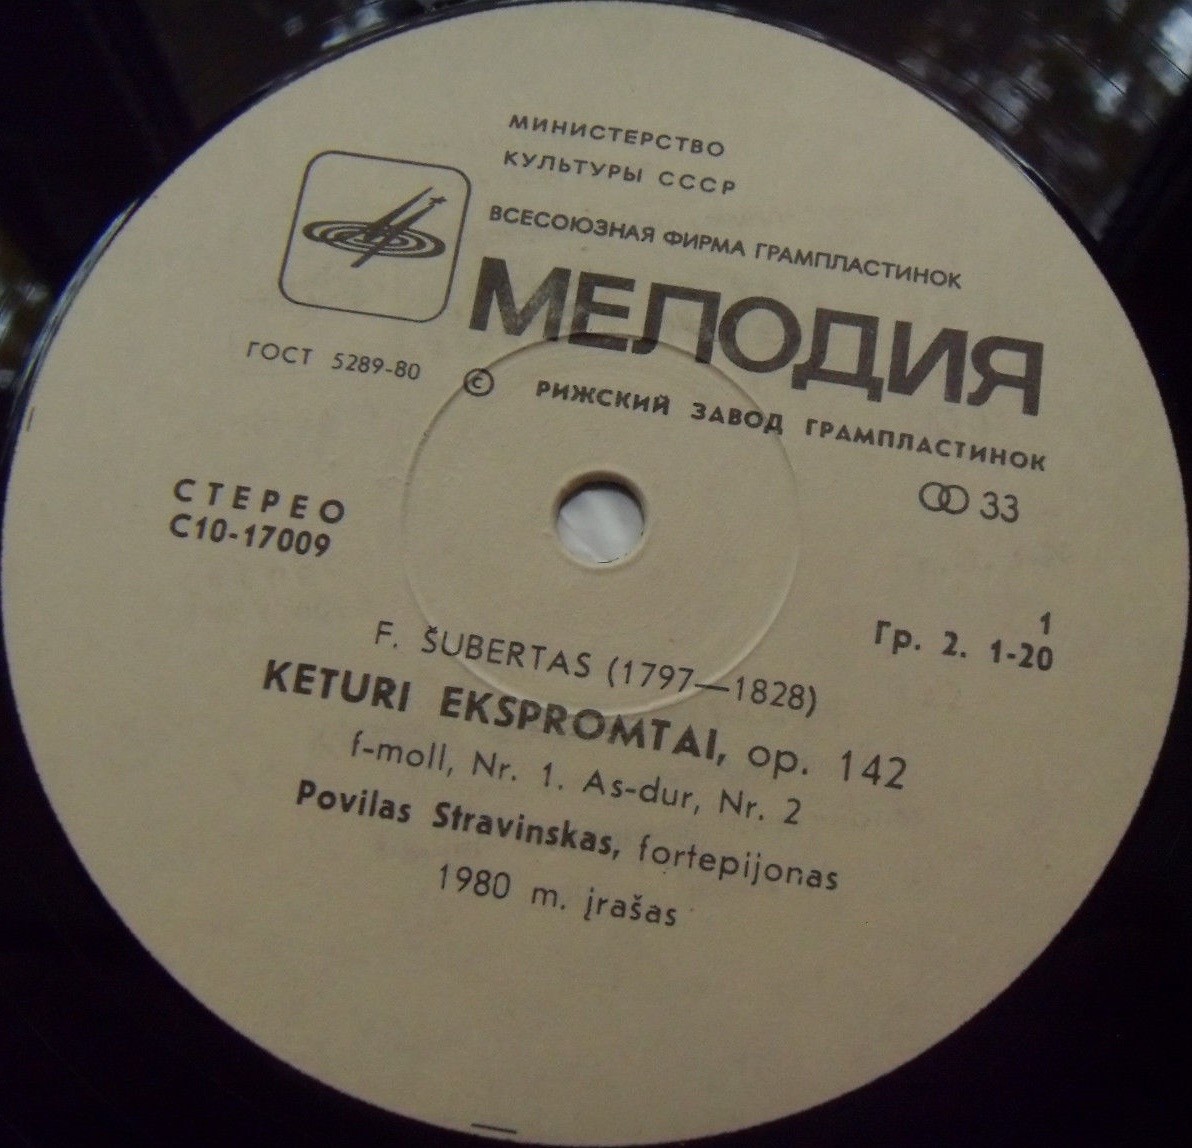 МИНИСТЕРСТВО
КУЛЬТУРЫ СССР
ВСЕСОЮЗНАЯ ФИРМА ГРАМПЛАСТИНОК
МЕЛОДИЯ
ГОСТ 5289-80
© РИЖСКИЙ ЗАВОД ГРАМПЛАСТИНОК
33
СТЕРЕО
С10-17009
1
Гр. 2. 1-20
F. ŠUBERTAS (1797—1828)
KETURI EKSPROMTAI, op. 142
f-moll, Nr. 1. As-dur, Nr. 2
Povilas Stravinskas, fortepijonas
1980 m. įrašas